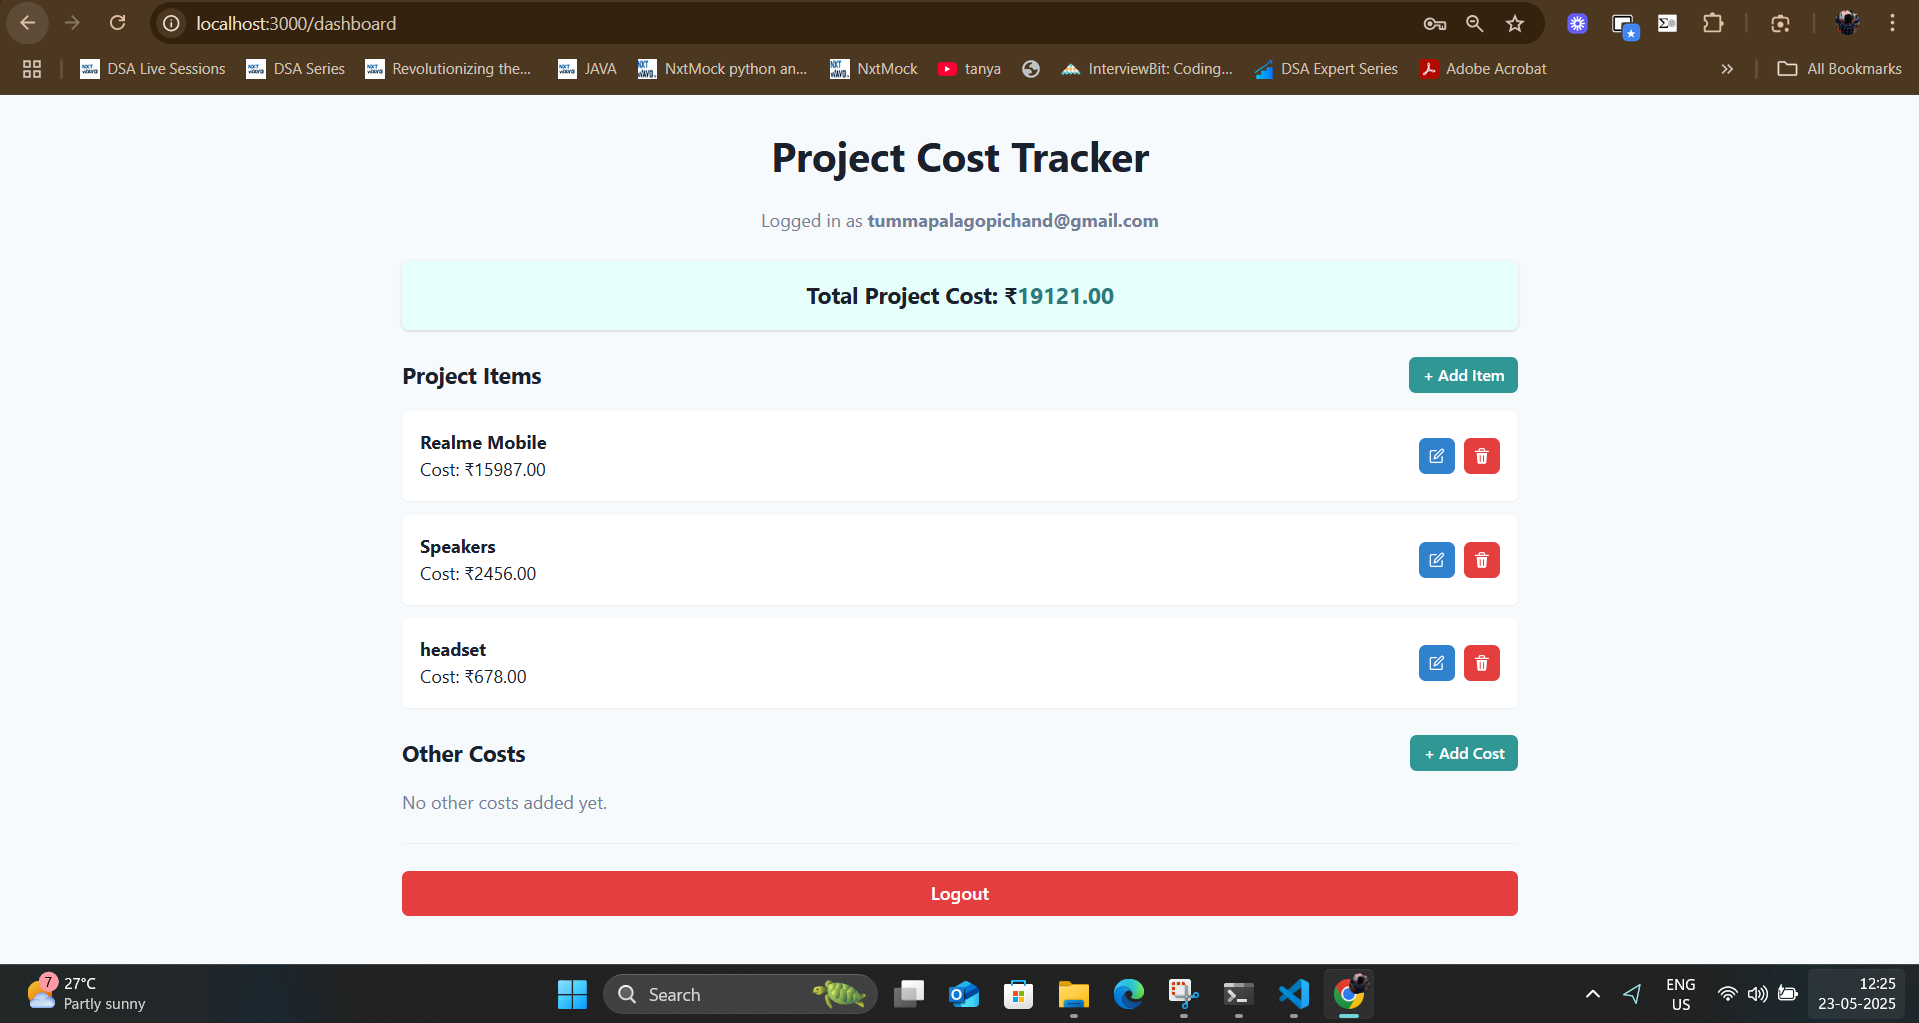 localhost:3000/dashboard
DSA Live Sessions
DSA Series
Revolutionizing the...
JAVA
NxtMock python an...
NxtMock
tanya
InterviewBit: Coding...
DSA Expert Series
Adobe Acrobat
All Bookmarks
Project Cost Tracker
Logged in as tummapalagopichand@gmail.com
Total Project Cost: ₹19121.00
Project Items
+ Add Item
Realme Mobile
Cost: ₹15987.00
Speakers
Cost: ₹2456.00
headset
Cost: ₹678.00
Other Costs
+ Add Cost
No other costs added yet.
Logout
7
27°C
Partly sunny
Search
ENG
US
12:25
23-05-2025